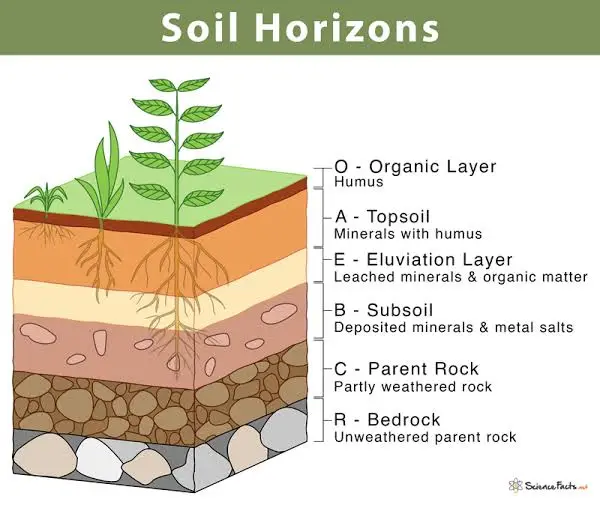 Soil Horizons
O - Organic Layer
Humus
A - Topsoil
Minerals with humus
E - Eluviation Layer
Leached minerals & organic matter
B - Subsoil
Deposited minerals & metal salts
C - Parent Rock
Partly weathered rock
R - Bedrock
Unweathered parent rock
ScienceFacts.net